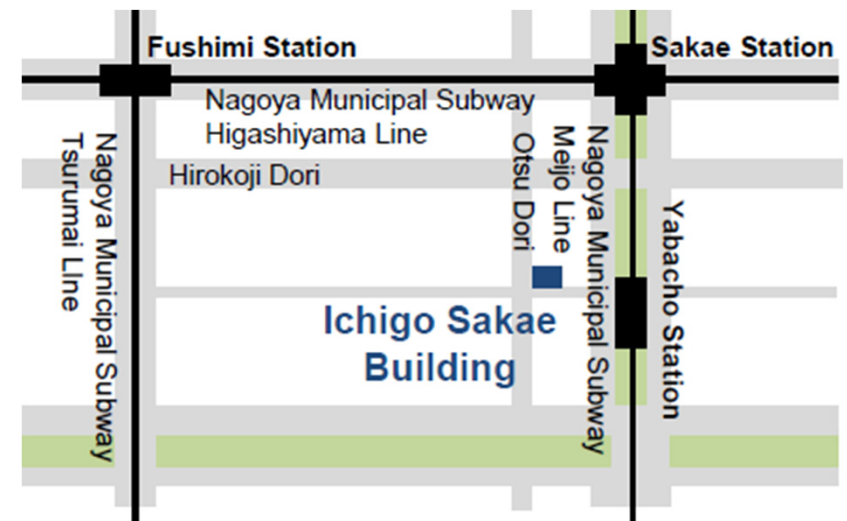 Fushimi Station
Sakae Station
Nagoya Municipal Subway
Higashiyama Line
Hirokoji Dori
Nagoya Municipal Subway
Tsurumai LIne
Otsu Dori
Nagoya Municipal Subway
Meijo Line
Yabacho Station
Ichigo Sakae
Building